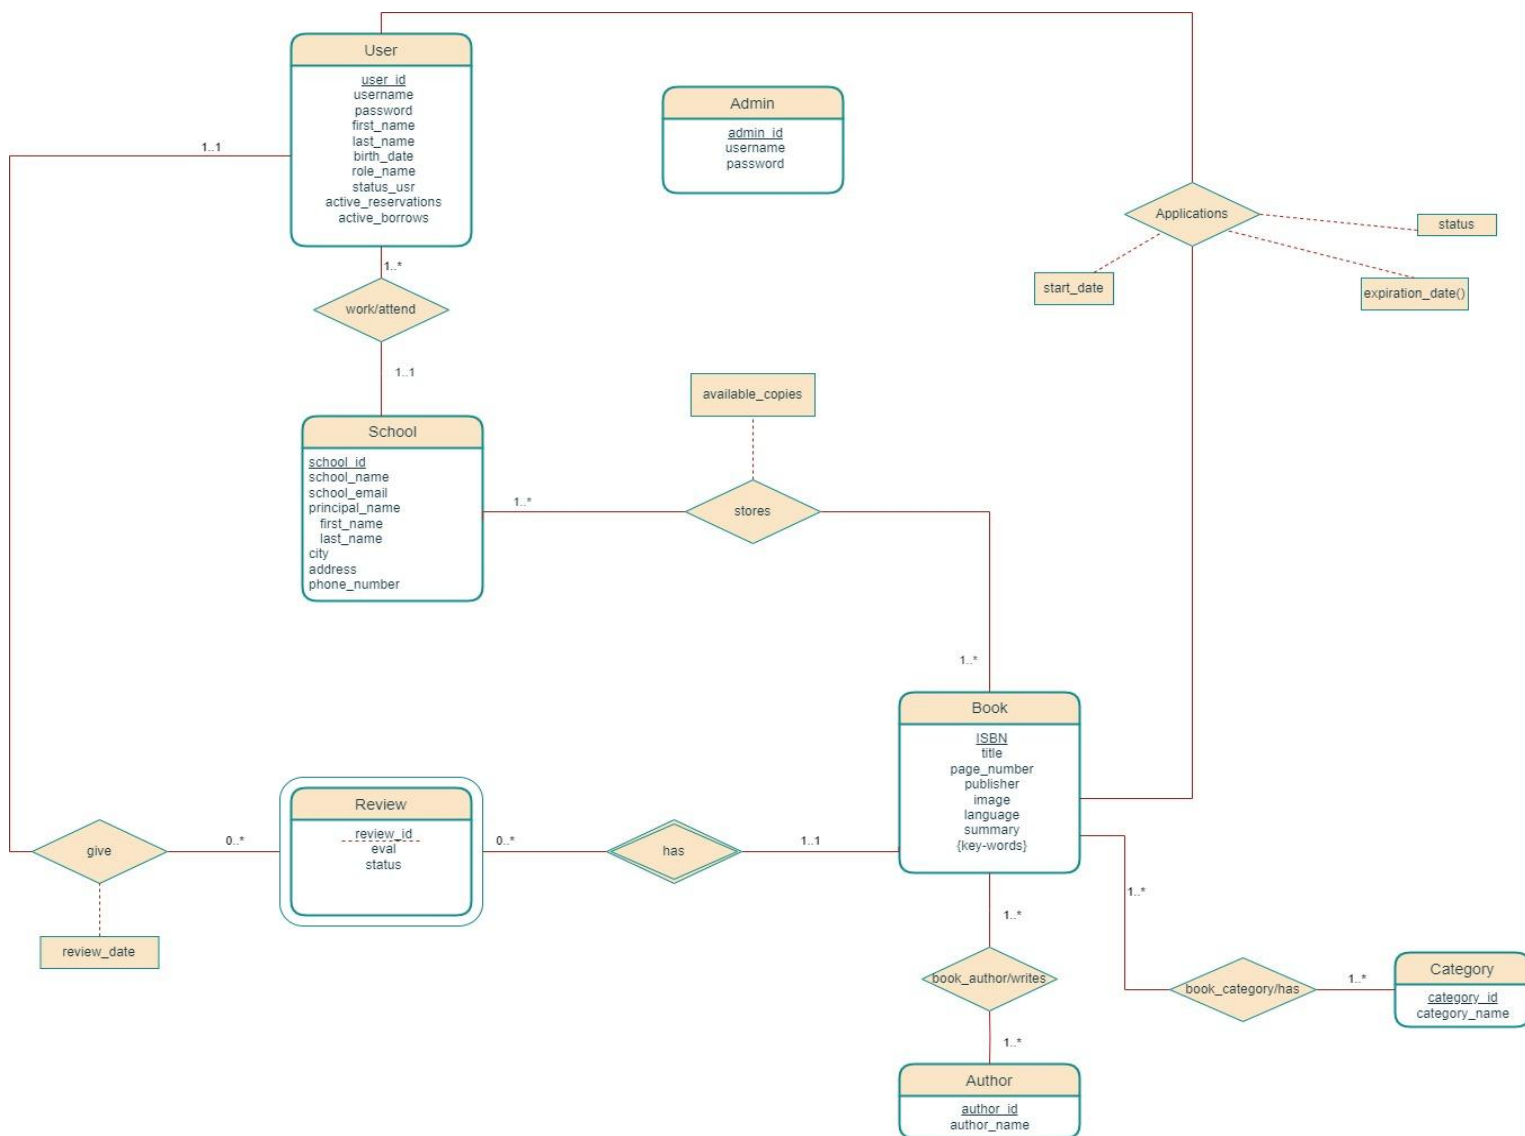 User
user_id
username
password
first_name
last_name
birth_date
role_name
status_usr
active_reservations
active_borrows
Admin
admin_id
username
password
1..1
Applications
status
start_date
expiration_date()
1..*
work/attend
1..1
available_copies
School
school_id
school_name
school_email
principal_name
first_name
last_name
city
address
phone_number
1..*
stores
1..*
Book
ISBN
title
page_number
publisher
image
language
summary
{key-words}
Review
review_id
eval
status
give
0..*
0..*
has
1..1
review_date
1..*
1..*
book_author/writes
book_category/has
1..*
Category
category_id
category_name
1..*
Author
author_id
author_name